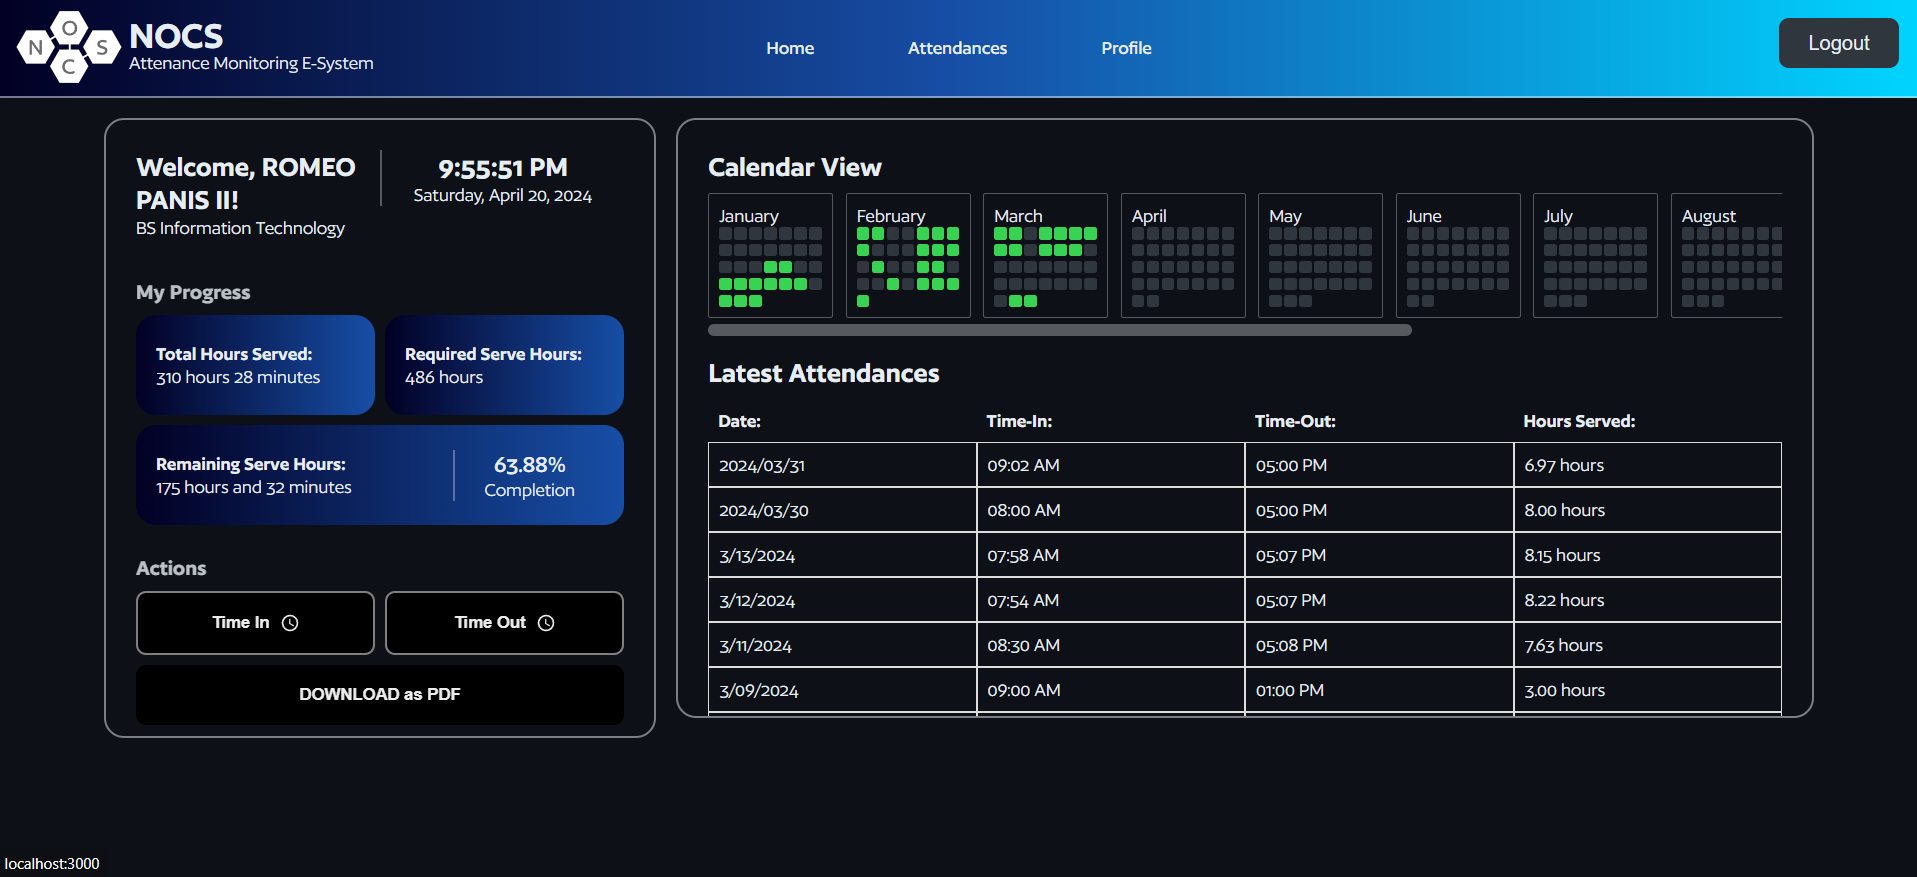 N O C S
NOCS
Attenance Monitoring E-System
Home
Attendances
Profile
Logout
Welcome, ROMEO
PANIS II!
BS Information Technology
9:55:51 PM
Saturday, April 20, 2024
My Progress
Total Hours Served:
310 hours 28 minutes
Required Serve Hours:
486 hours
Remaining Serve Hours:
175 hours and 32 minutes
63.88%
Completion
Actions
Time In
Time Out
DOWNLOAD as PDF
Calendar View
January
February
March
April
May
June
July
August
Latest Attendances
Date: Time-In: Time-Out: Hours Served:
2024/03/31 09:02 AM 05:00 PM 6.97 hours
2024/03/30 08:00 AM 05:00 PM 8.00 hours
3/13/2024 07:58 AM 05:07 PM 8.15 hours
3/12/2024 07:54 AM 05:07 PM 8.22 hours
3/11/2024 08:30 AM 05:08 PM 7.63 hours
3/09/2024 09:00 AM 01:00 PM 3.00 hours
localhost:3000